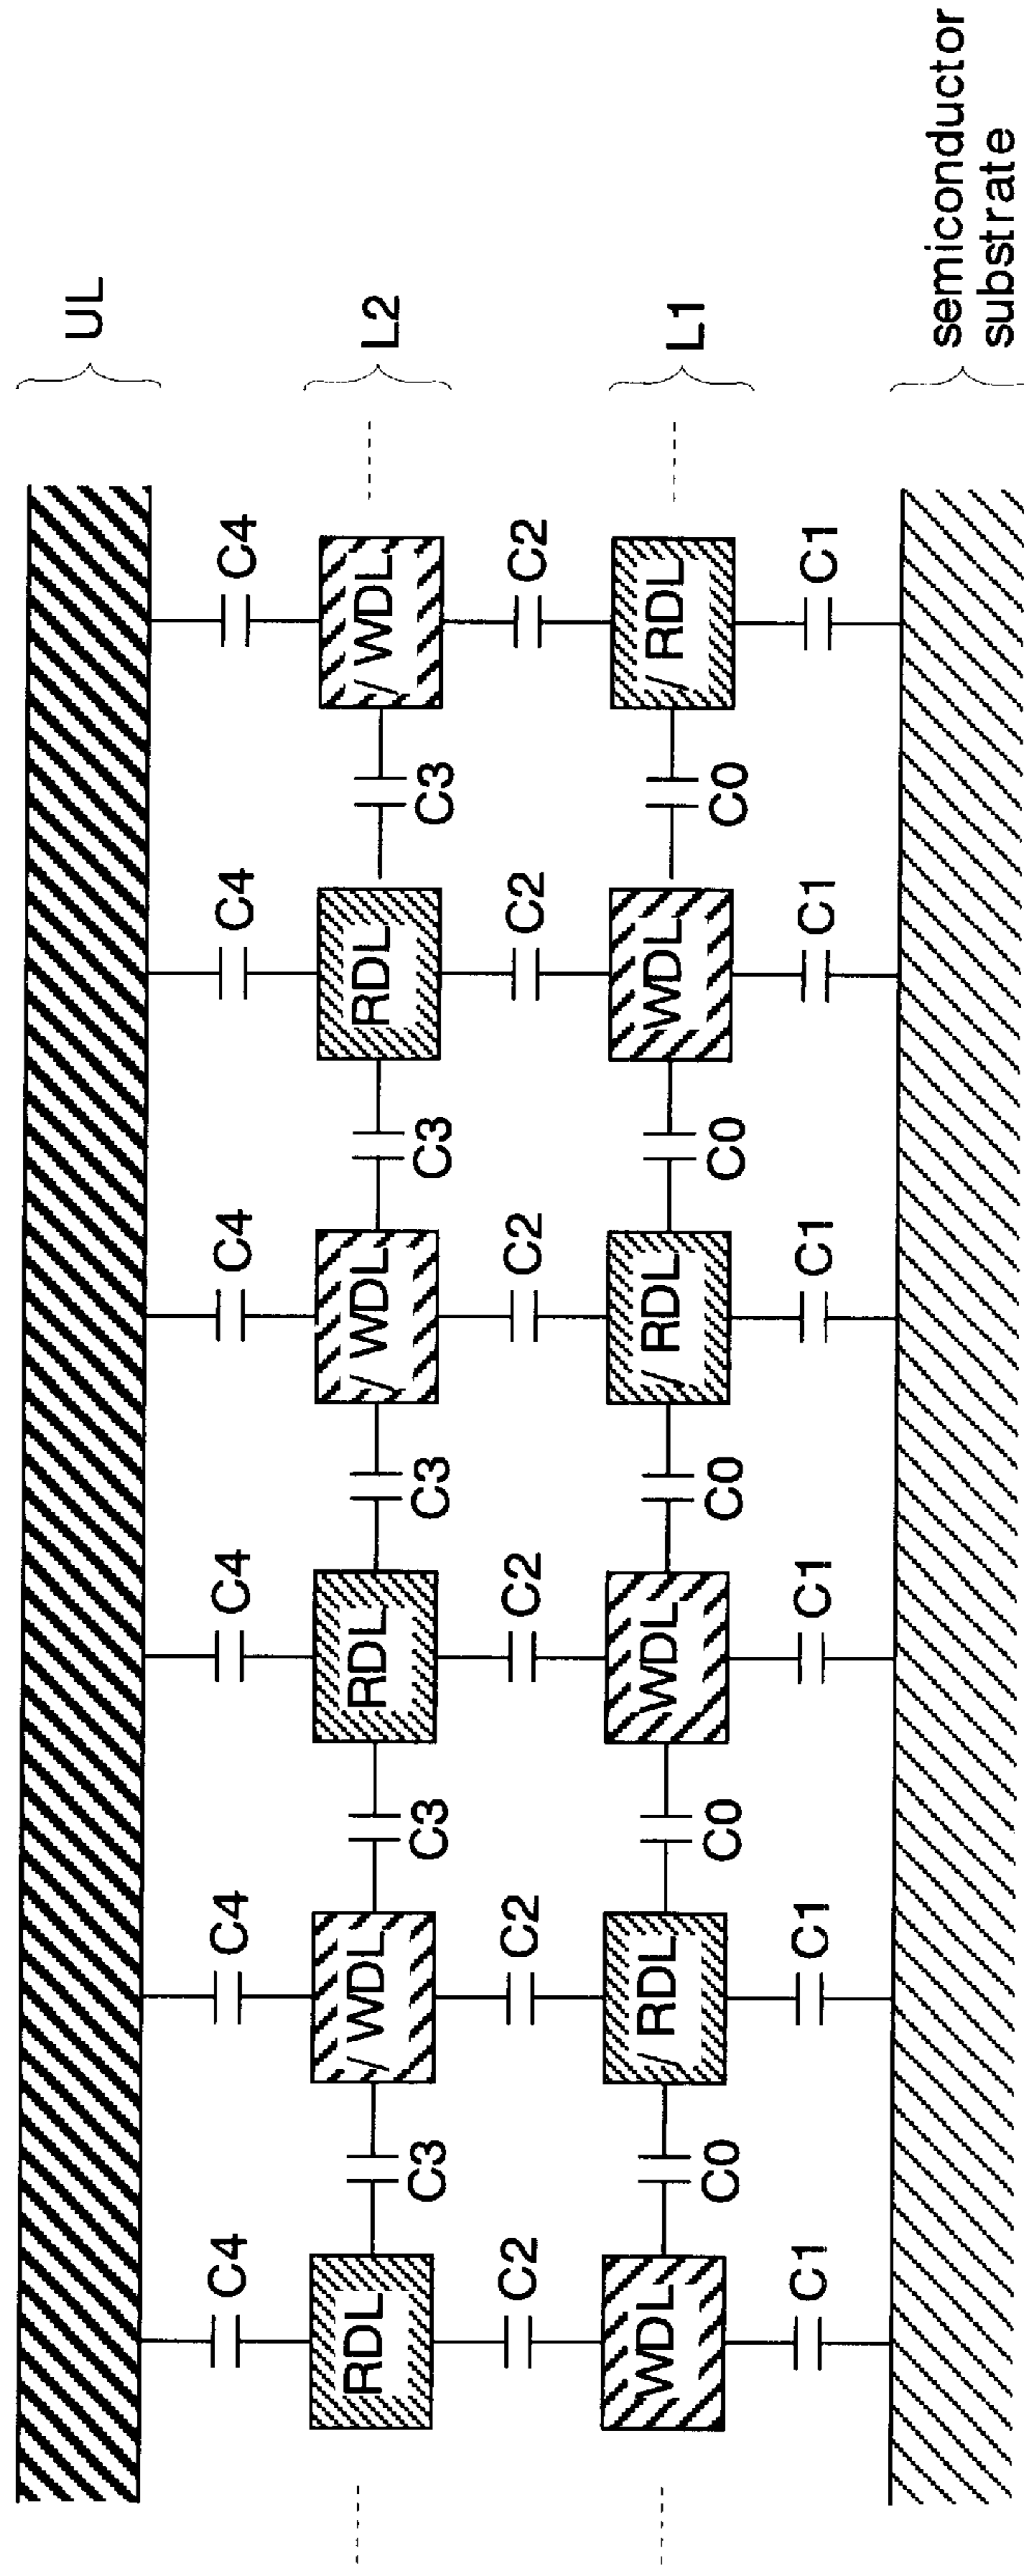 UL
C4 C4 C4 C4 C4 C4
RDL /WDL RDL /WDL RDL /WDL L2
C3 C3 C3 C3 C3
C2 C2 C2 C2 C2 C2
WDL /RDL WDL /RDL WDL /RDL L1
C0 C0 C0 C0 C0
C1 C1 C1 C1 C1 C1
semiconductor
substrate